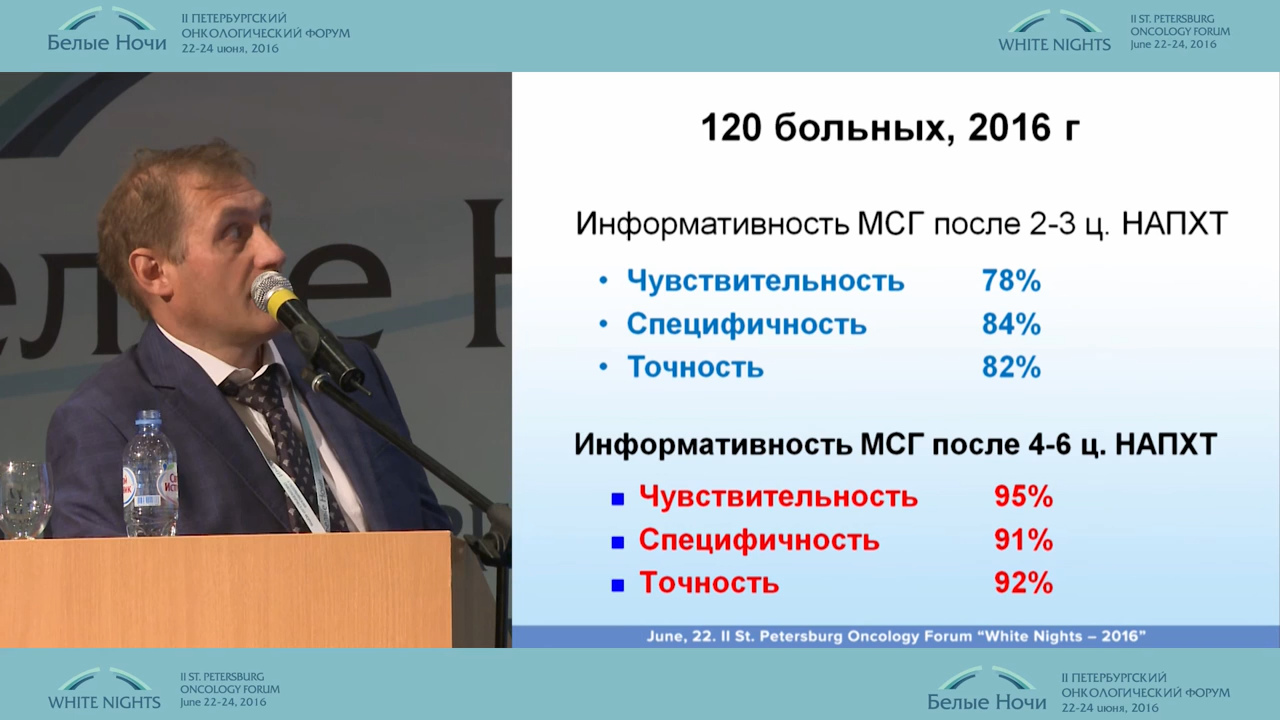 II ПЕТЕРБУРГСКИЙ
ОНКОЛОГИЧЕСКИЙ ФОРУМ
Белые Ночи
22-24 июня, 2016
II ST. PETERSBURG
ONCOLOGY FORUM
WHITE NIGHTS
June 22-24, 2016
120 больных, 2016 г
Информативность МСГ после 2-3 ц. НАПХТ
• Чувствительность 78%
• Специфичность 84%
• Точность 82%
Информативность МСГ после 4-6 ц. НАПХТ
Чувствительность 95%
Специфичность 91%
Точность 92%
June, 22. II St. Petersburg Oncology Forum “White Nights – 2016”
II ST. PETERSBURG
ONCOLOGY FORUM
WHITE NIGHTS
June 22-24, 2016
II ПЕТЕРБУРГСКИЙ
ОНКОЛОГИЧЕСКИЙ ФОРУМ
Белые Ночи
22-24 июня, 2016